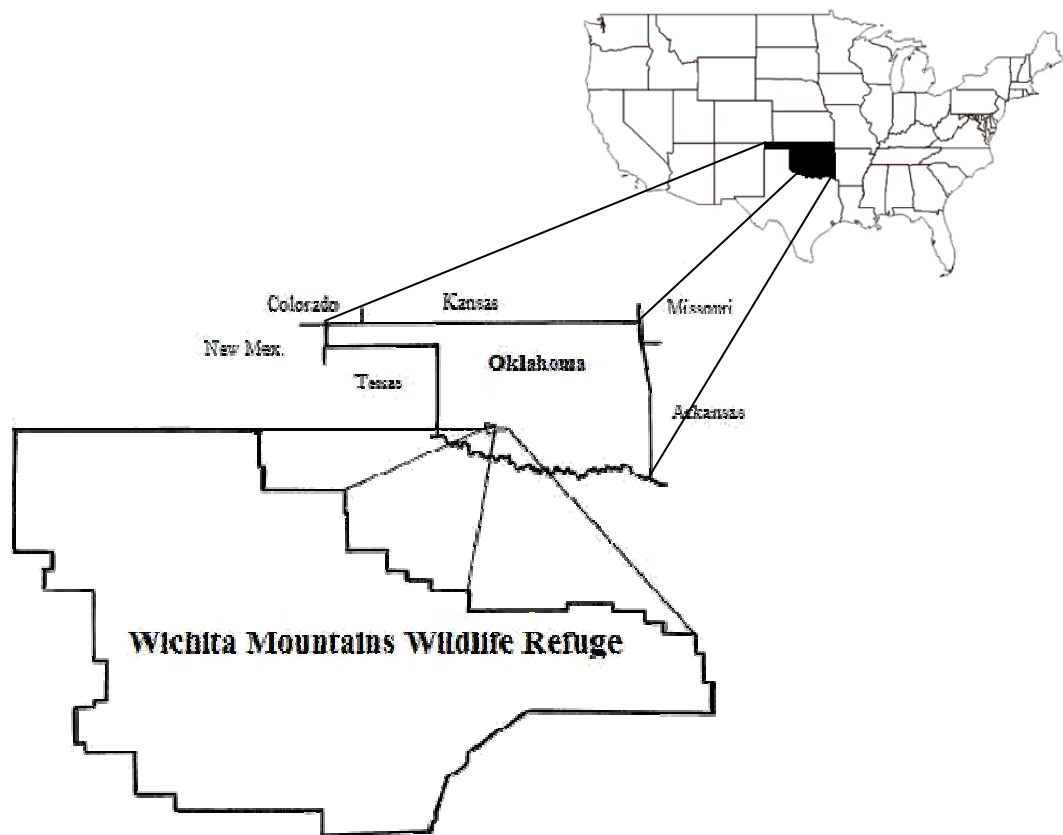 Colorado
Kansas
Missouri
New Mex.
Oklahoma
Texas
Arkansas
Wichita Mountains Wildlife Refuge